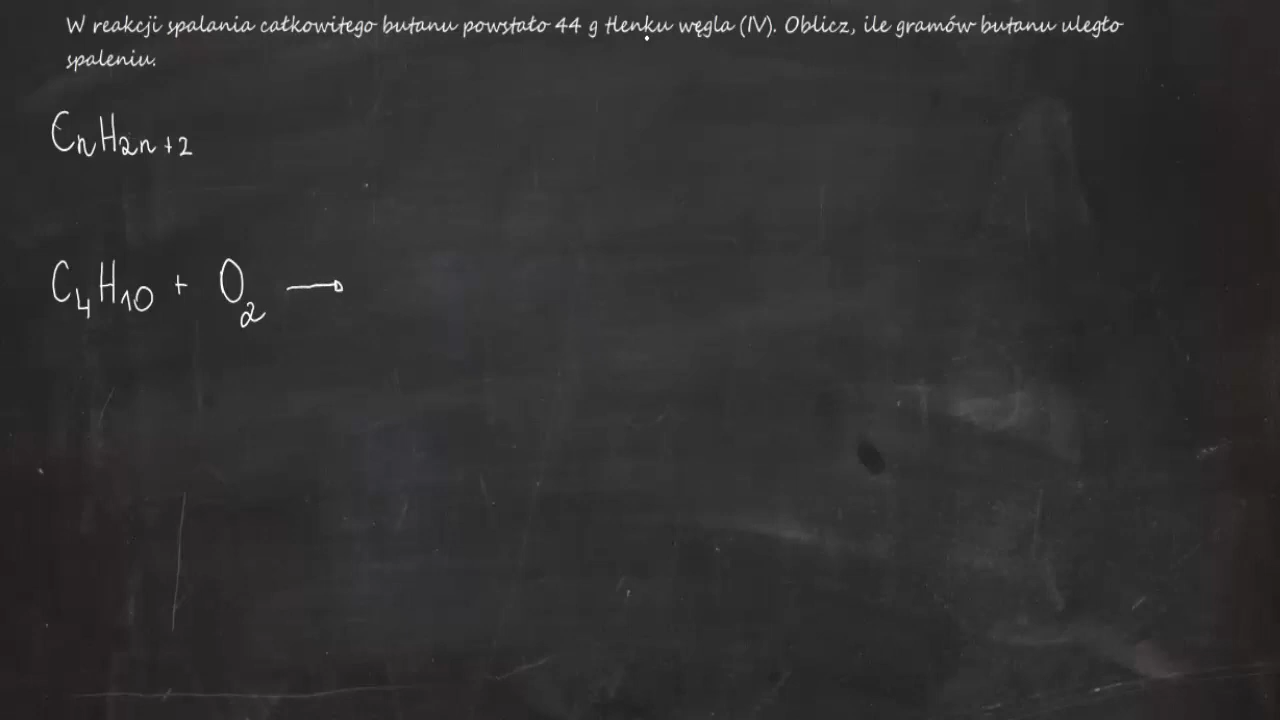 W reakcji spalania całkowitego butanu powstało 44 g tlenku węgla (IV). Oblicz, ile gramów butanu uległo
spaleniu.
CnH2n+2
C4H10 + O2 →